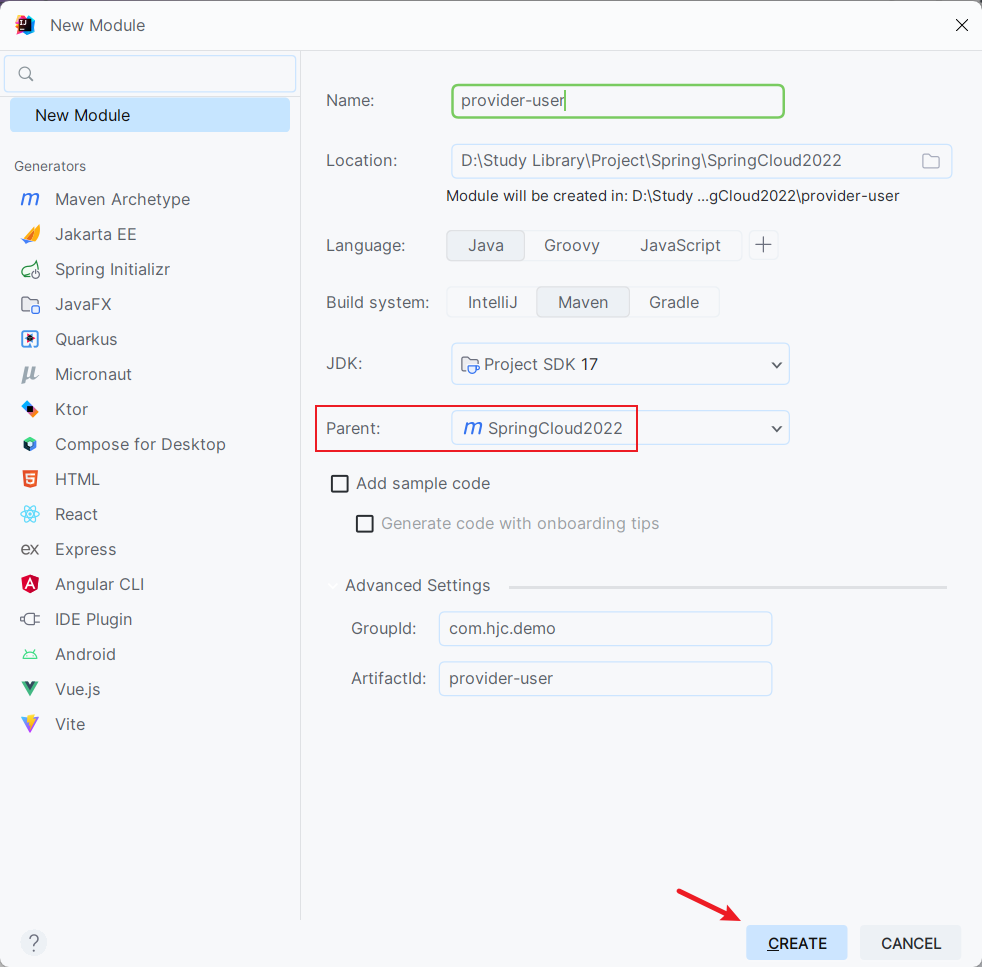 New Module
New Module
Generators
Maven Archetype
Jakarta EE
Spring Initializr
JavaFX
Quarkus
Micronaut
Ktor
Compose for Desktop
HTML
React
Express
Angular CLI
IDE Plugin
Android
Vue.js
Vite
Name: provider-user
Location: D:\Study Library\Project\Spring\SpringCloud2022
Module will be created in: D:\Study ...gCloud2022\provider-user
Language: Java Groovy JavaScript +
Build system: IntelliJ Maven Gradle
JDK: Project SDK 17
Parent: m SpringCloud2022
Add sample code
Generate code with onboarding tips
Advanced Settings
GroupId: com.hjc.demo
ArtifactId: provider-user
? CREATE CANCEL